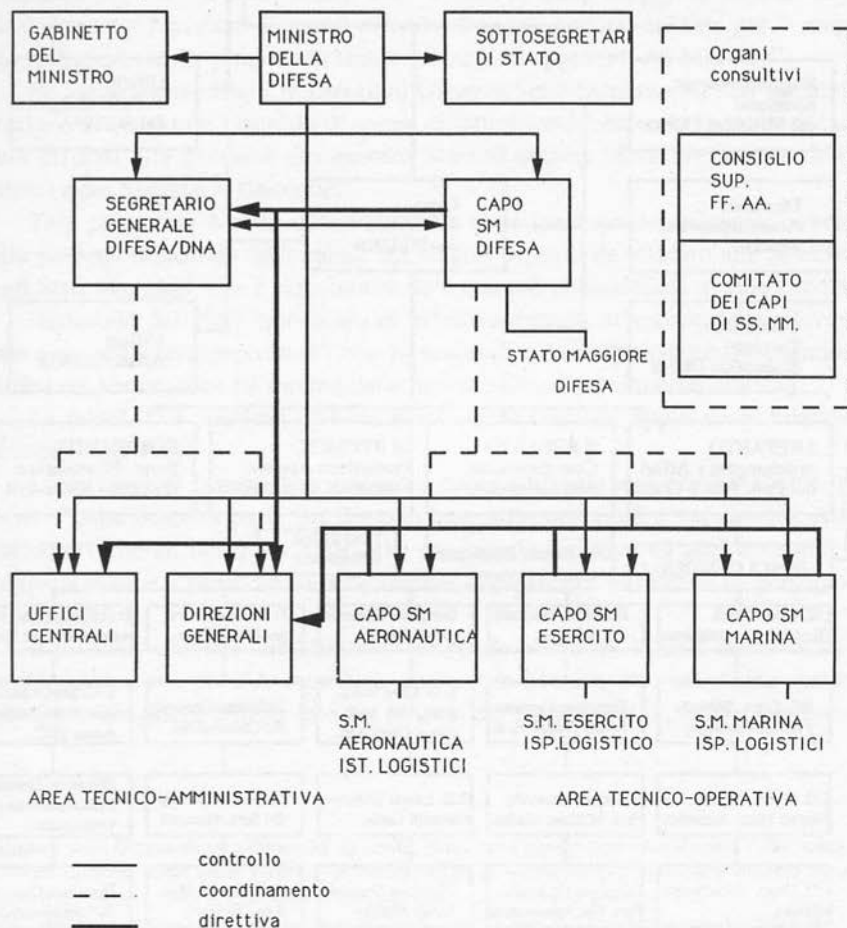 GABINETTO
DEL
MINISTRO
MINISTRO
DELLA
DIFESA
SOTTOSEGRETARI
DI STATO
Organi
consultivi
CONSIGLIO
SUP.
FF. AA.
COMITATO
DEI CAPI
DI SS. MM.
SEGRETARIO
GENERALE
DIFESA/DNA
CAPO
SM
DIFESA
STATO MAGGIORE
DIFESA
UFFICI
CENTRALI
DIREZIONI
GENERALI
CAPO SM
AERONAUTICA
CAPO SM
ESERCITO
CAPO SM
MARINA
S.M.
AERONAUTICA
IST. LOGISTICI
S.M. ESERCITO
ISP.LOGISTICO
S.M. MARINA
ISP. LOGISTICI
AREA TECNICO-AMMINISTRATIVA
AREA TECNICO-OPERATIVA
controllo
coordinamento
direttiva